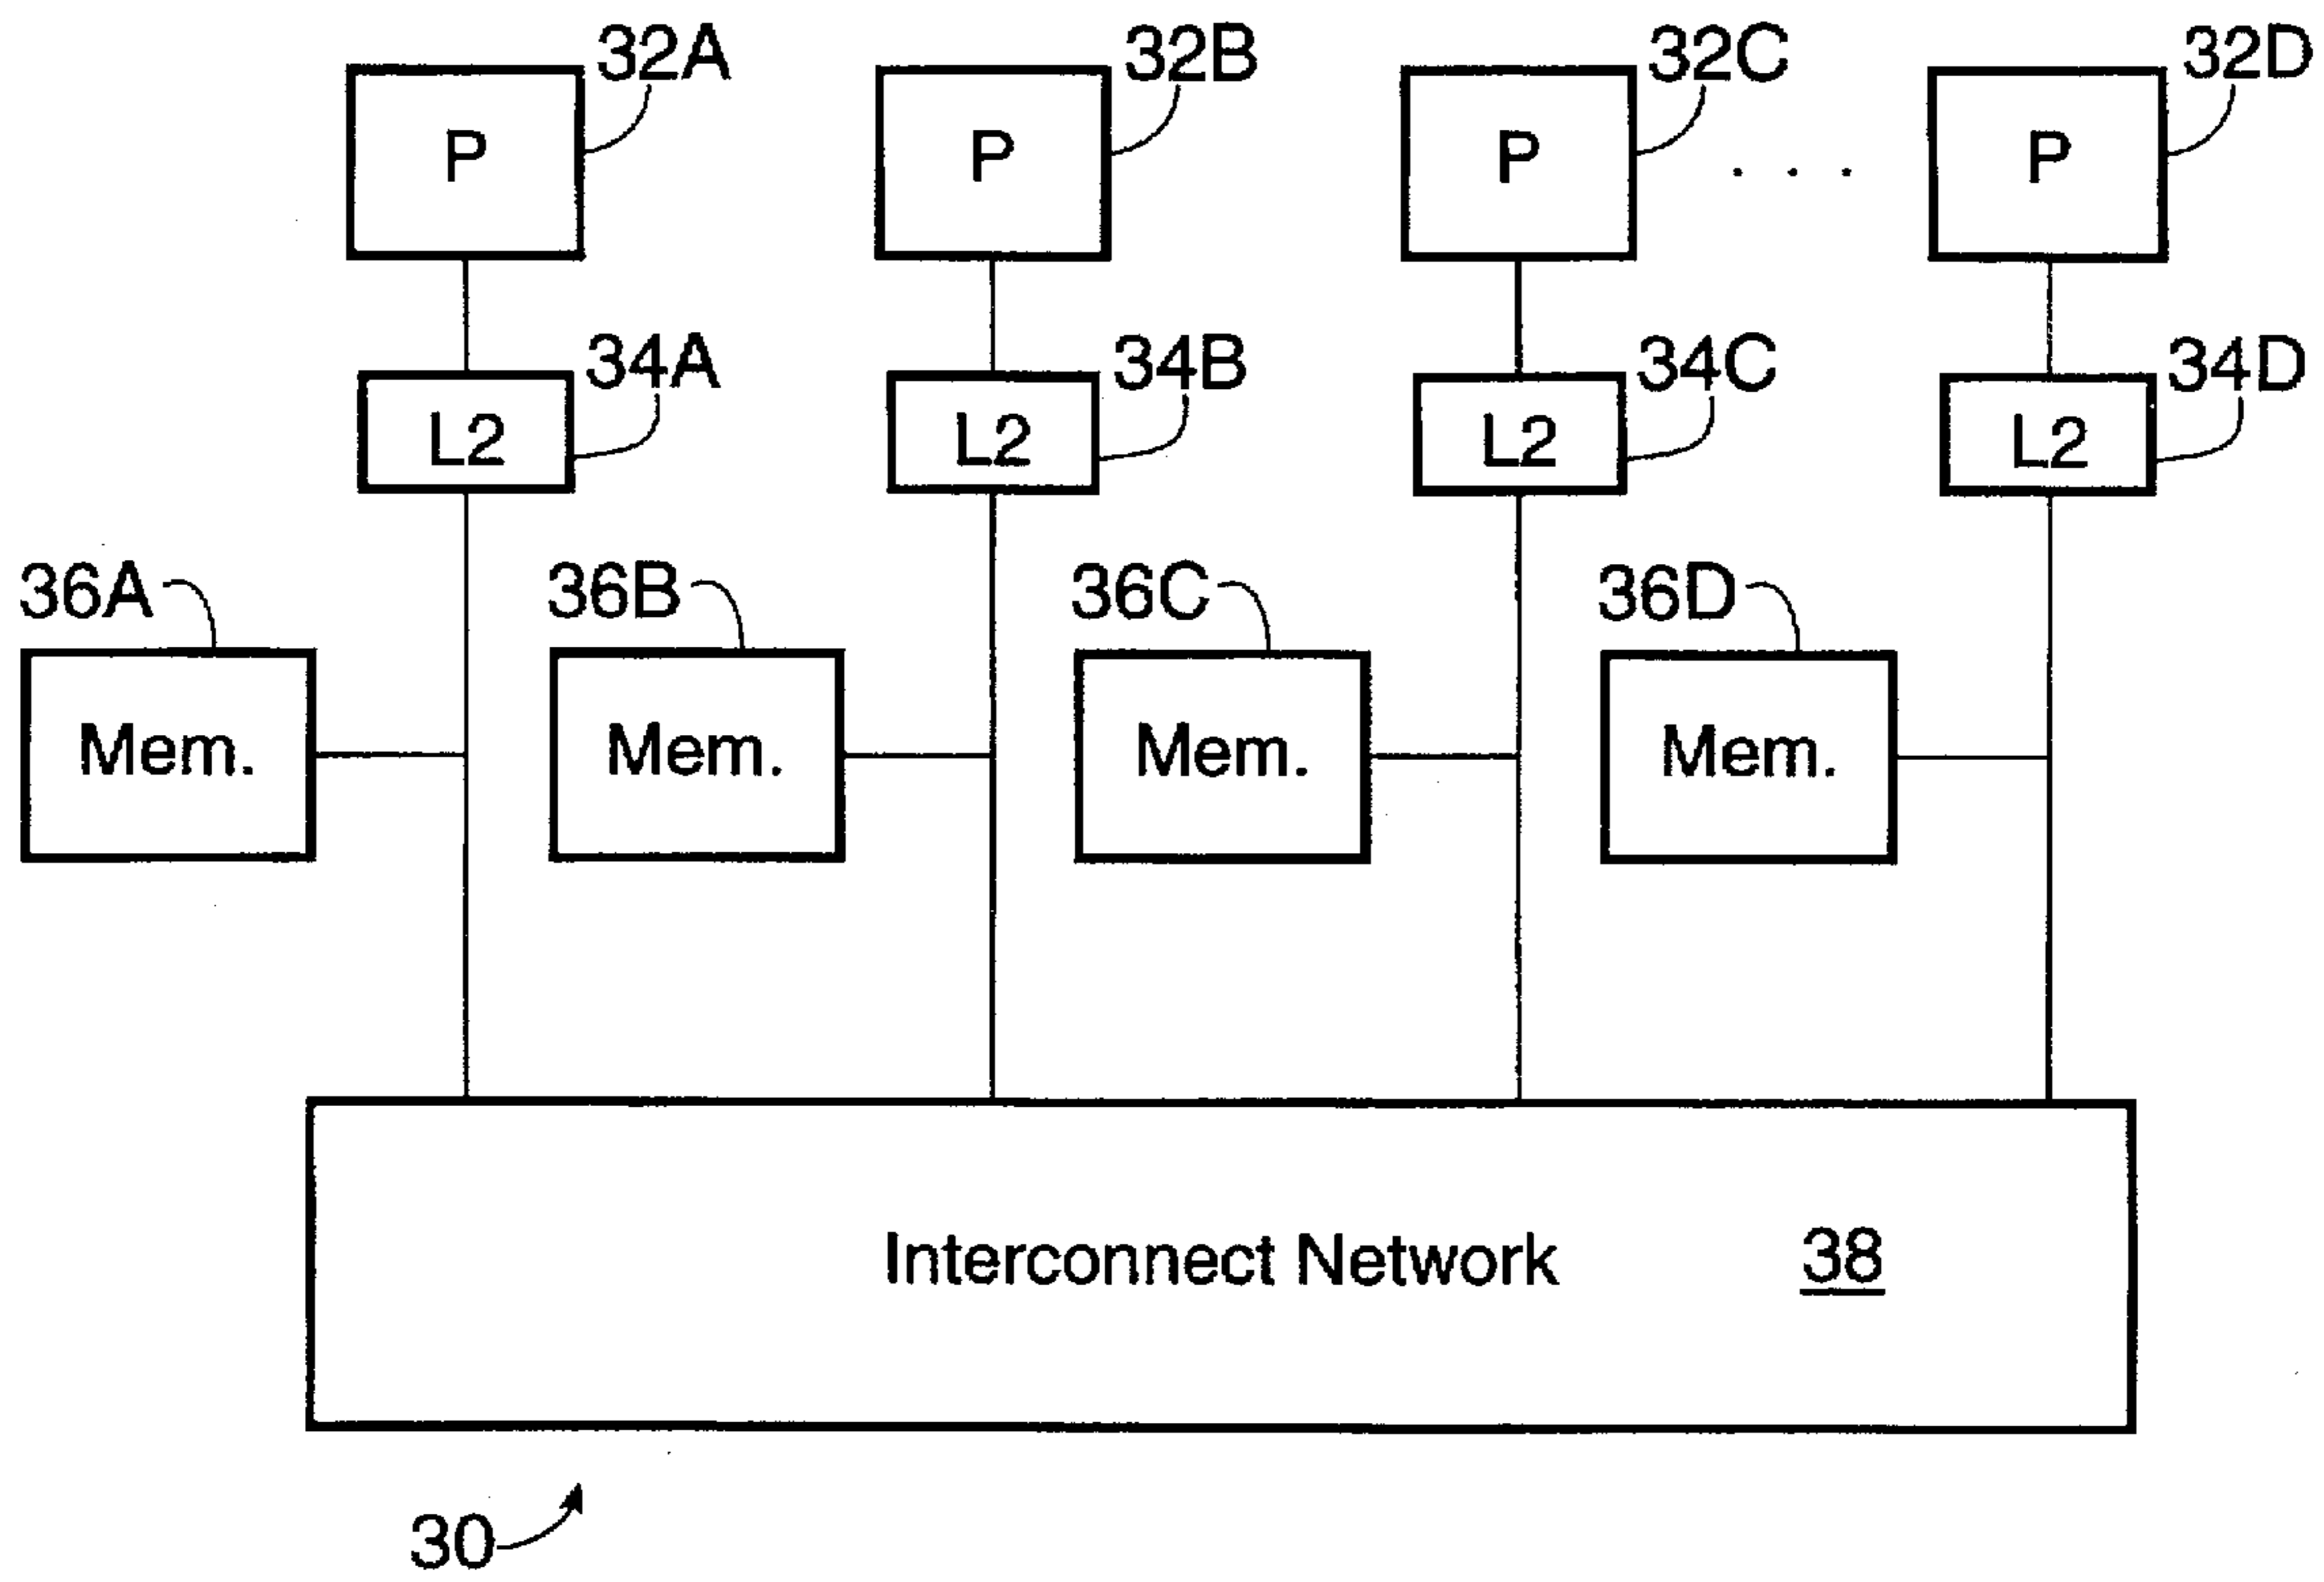 32A 32B 32C 32D
P P P . . . P
34A 34B 34C 34D
L2 L2 L2 L2
36A 36B 36C 36D
Mem. Mem. Mem. Mem.
Interconnect Network 38
30